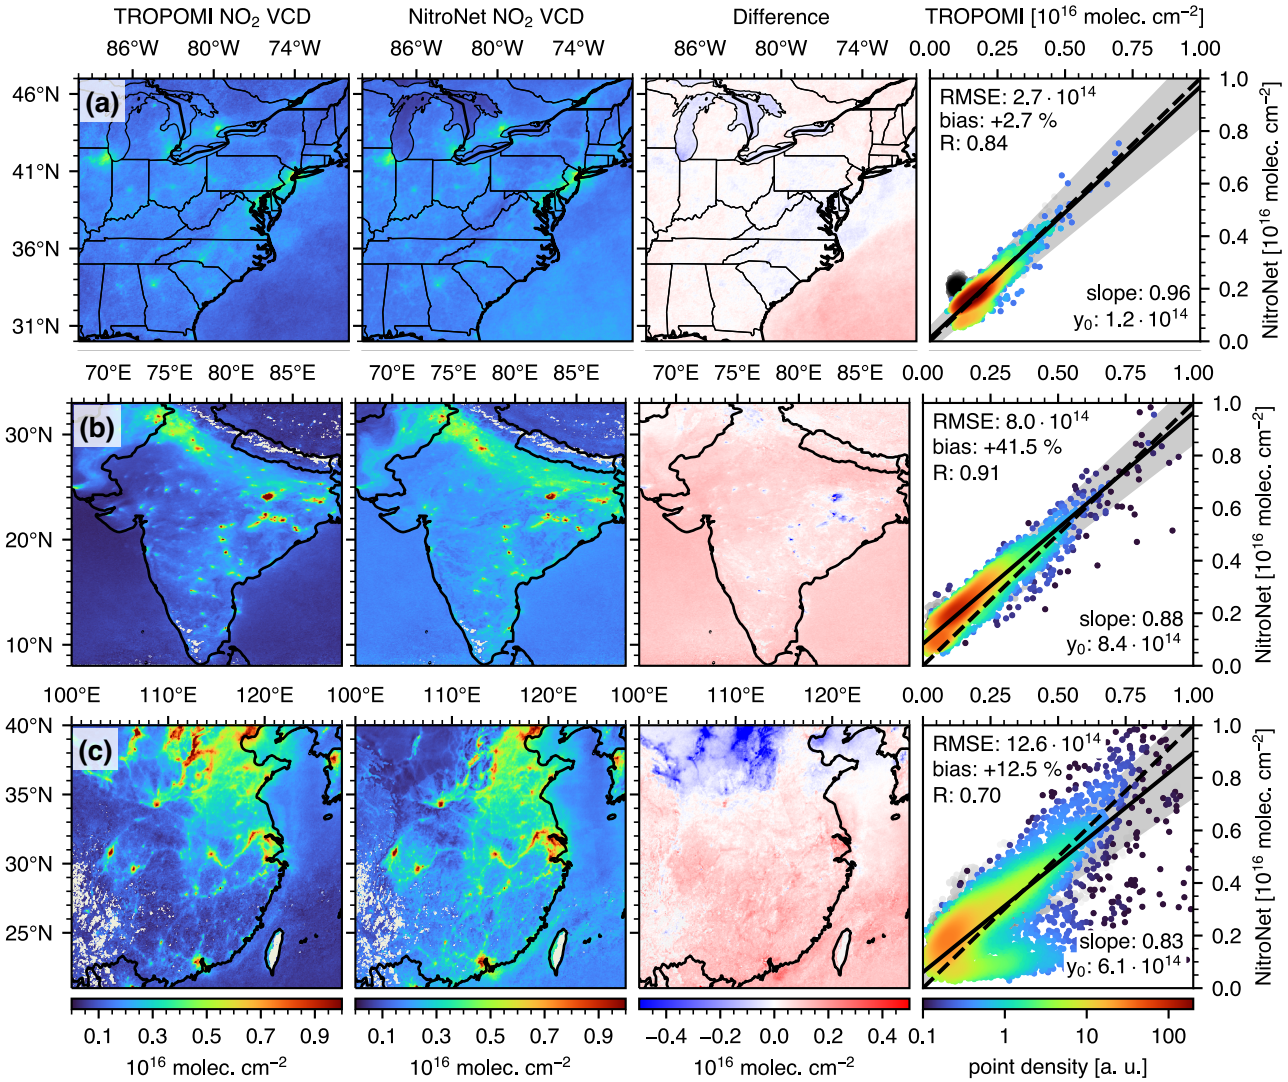 TROPOMI NO₂ VCD
NitroNet NO₂ VCD
Difference
TROPOMI [10¹⁶ molec. cm⁻²]
86°W 80°W 74°W
86°W 80°W 74°W
86°W 80°W 74°W
0.00 0.25 0.50 0.75 1.00
(a)
46°N
41°N
36°N
31°N
RMSE: 2.7 · 10¹⁴
bias: +2.7 %
R: 0.84
slope: 0.96
y₀: 1.2 · 10¹⁴
1.0
0.8
0.6
0.4
0.2
0.0
NitroNet [10¹⁶ molec. cm⁻²]
70°E 75°E 80°E 85°E
70°E 75°E 80°E 85°E
70°E 75°E 80°E 85°E
0.00 0.25 0.50 0.75 1.00
(b)
30°N
20°N
10°N
RMSE: 8.0 · 10¹⁴
bias: +41.5 %
R: 0.91
slope: 0.88
y₀: 8.4 · 10¹⁴
1.0
0.8
0.6
0.4
0.2
0.0
NitroNet [10¹⁶ molec. cm⁻²]
100°E 110°E 120°E
110°E 120°E
110°E 120°E
0.25 0.50 0.75 1.00
(c)
40°N
35°N
30°N
25°N
RMSE: 12.6 · 10¹⁴
bias: +12.5 %
R: 0.70
slope: 0.83
y₀: 6.1 · 10¹⁴
1.0
0.8
0.6
0.4
0.2
0.0
NitroNet [10¹⁶ molec. cm⁻²]
0.1 0.3 0.5 0.7 0.9
10¹⁶ molec. cm⁻²
0.1 0.3 0.5 0.7 0.9
10¹⁶ molec. cm⁻²
−0.4 −0.2 0.0 0.2 0.4
10¹⁶ molec. cm⁻²
0.1 1 10 100
point density [a. u.]